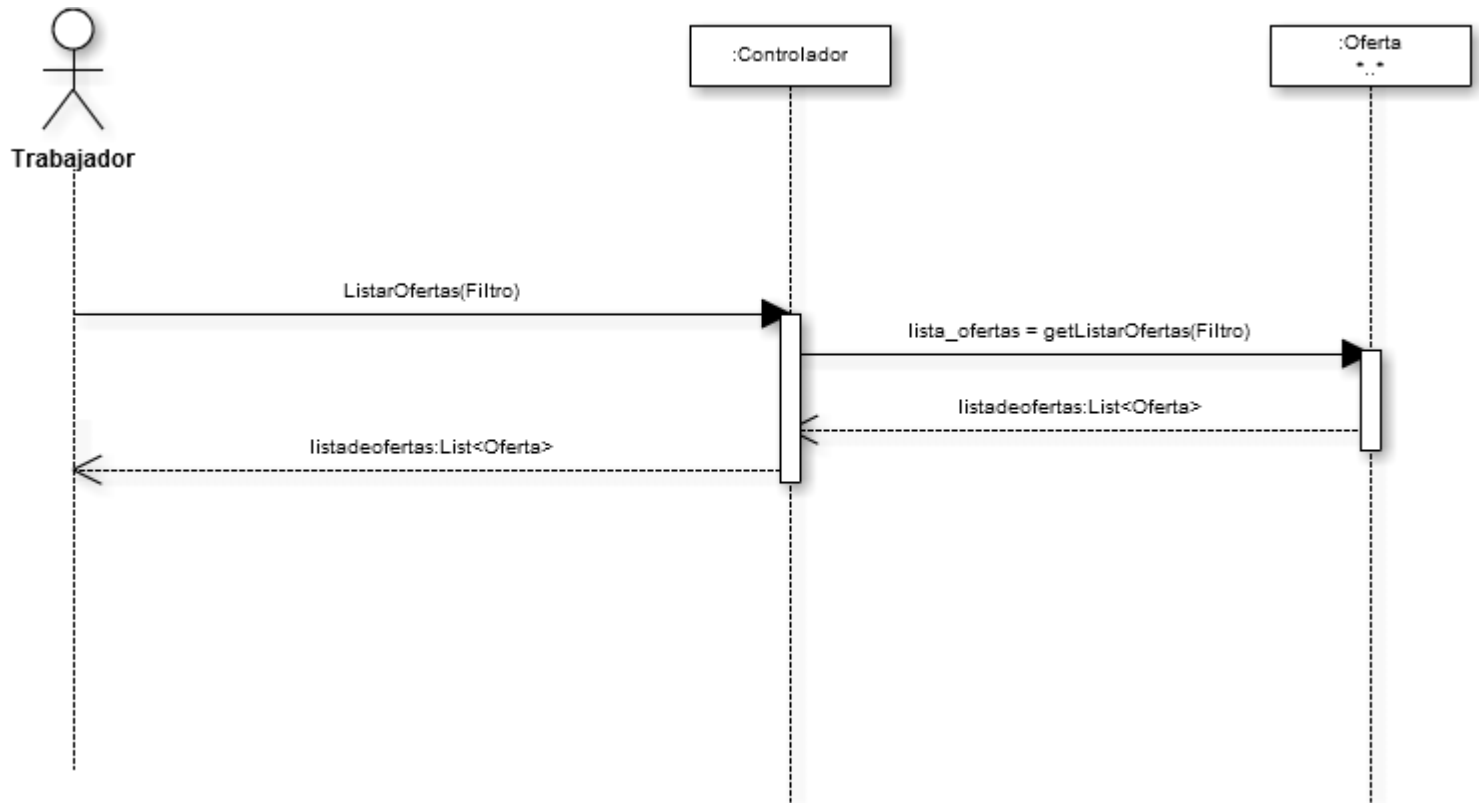 :Controlador
:Oferta
*..*
Trabajador
ListarOfertas(Filtro)
lista_ofertas = getListarOfertas(Filtro)
listadeofertas:List<Oferta>
listadeofertas:List<Oferta>